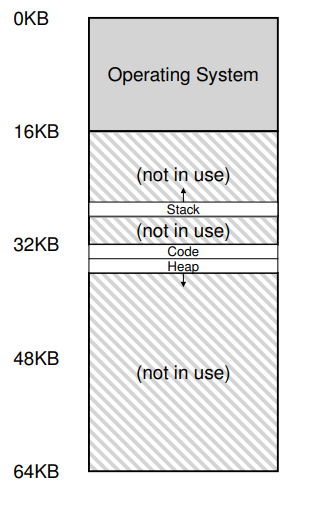 0KB
Operating System
16KB
(not in use)
Stack
(not in use)
32KB
Code
Heap
48KB
(not in use)
64KB